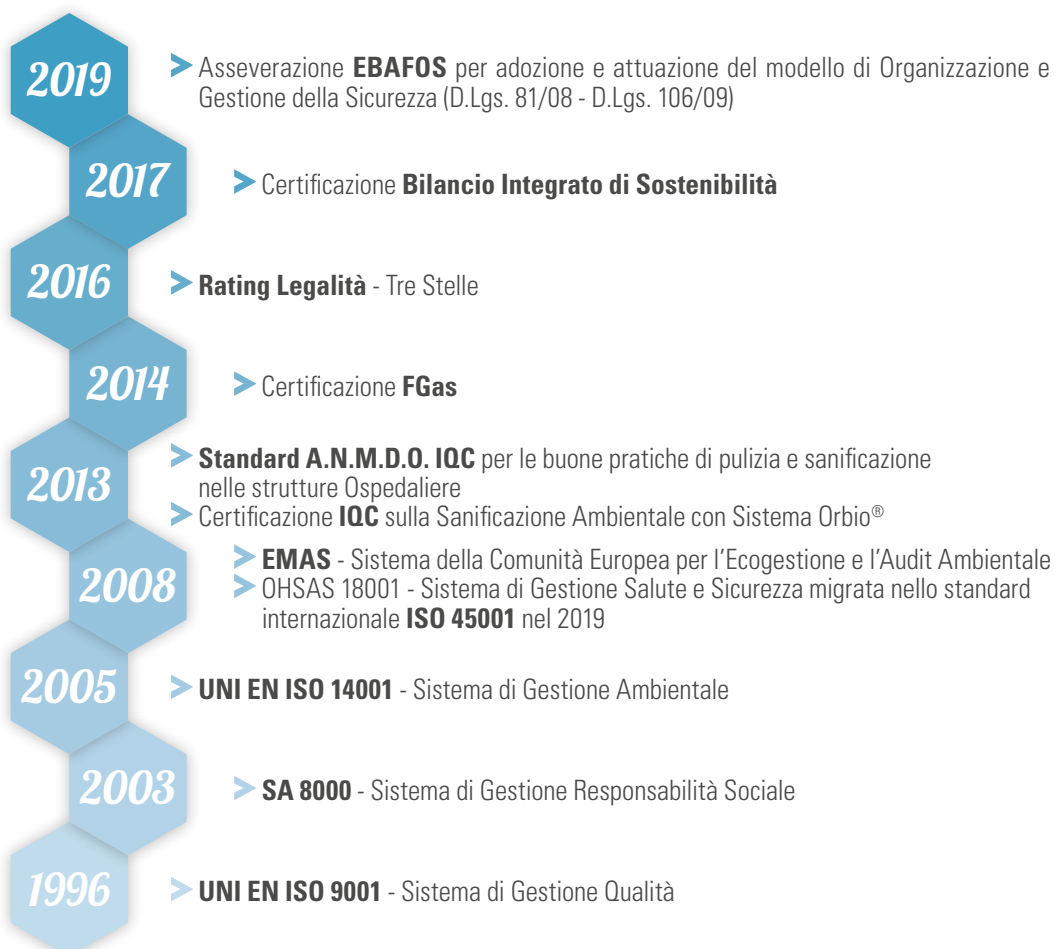 2019
> Asseverazione EBAFOS per adozione e attuazione del modello di Organizzazione e
Gestione della Sicurezza (D.Lgs. 81/08 - D.Lgs. 106/09)
2017
> Certificazione Bilancio Integrato di Sostenibilità
2016
> Rating Legalità - Tre Stelle
2014
> Certificazione FGas
2013
> Standard A.N.M.D.O. IQC per le buone pratiche di pulizia e sanificazione
nelle strutture Ospedaliere
> Certificazione IQC sulla Sanificazione Ambientale con Sistema Orbio®
2008
> EMAS - Sistema della Comunità Europea per l'Ecogestione e l'Audit Ambientale
> OHSAS 18001 - Sistema di Gestione Salute e Sicurezza migrata nello standard
internazionale ISO 45001 nel 2019
2005
> UNI EN ISO 14001 - Sistema di Gestione Ambientale
2003
> SA 8000 - Sistema di Gestione Responsabilità Sociale
1996
> UNI EN ISO 9001 - Sistema di Gestione Qualità